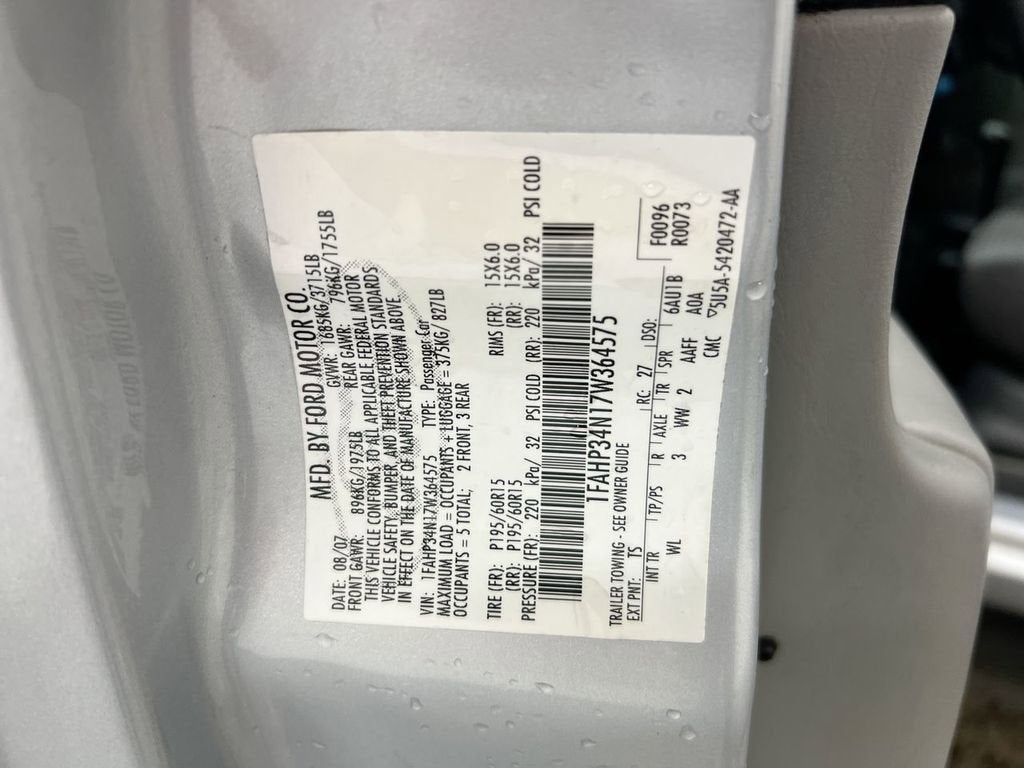 MFD. BY FORD MOTOR CO.
DATE: 08/07 GVWR: 1685KG/3715LB
FRONT GAWR: 896KG/1975LB REAR GAWR: 796KG/1755LB
THIS VEHICLE CONFORMS TO ALL APPLICABLE FEDERAL MOTOR
VEHICLE SAFETY, BUMPER, AND THEFT PREVENTION STANDARDS
IN EFFECT ON THE DATE OF MANUFACTURE SHOWN ABOVE.
VIN: 1FAHP34N17W364575 TYPE: Passenger Car
MAXIMUM LOAD = OCCUPANTS + LUGGAGE = 375KG/ 827LB
OCCUPANTS = 5 TOTAL: 2 FRONT, 3 REAR
TIRE (FR): P195/60R15 RIMS (FR): 15X6.0
(RR): P195/60R15 (RR): 15X6.0
PRESSURE (FR): 220 kPa/ 32 PSI COLD (RR): 220 kPa/ 32 PSI COLD
1FAHP34N17W364575
TRAILER TOWING - SEE OWNER GUIDE F0096
EXT PNT: TS RC: 27 DSO: R0073
INT TR TP/PS R AXLE TR SPR 6AU01B
WL 3 WW 2 AAFF A0A
CMC ▽5U5A-5420472-AA